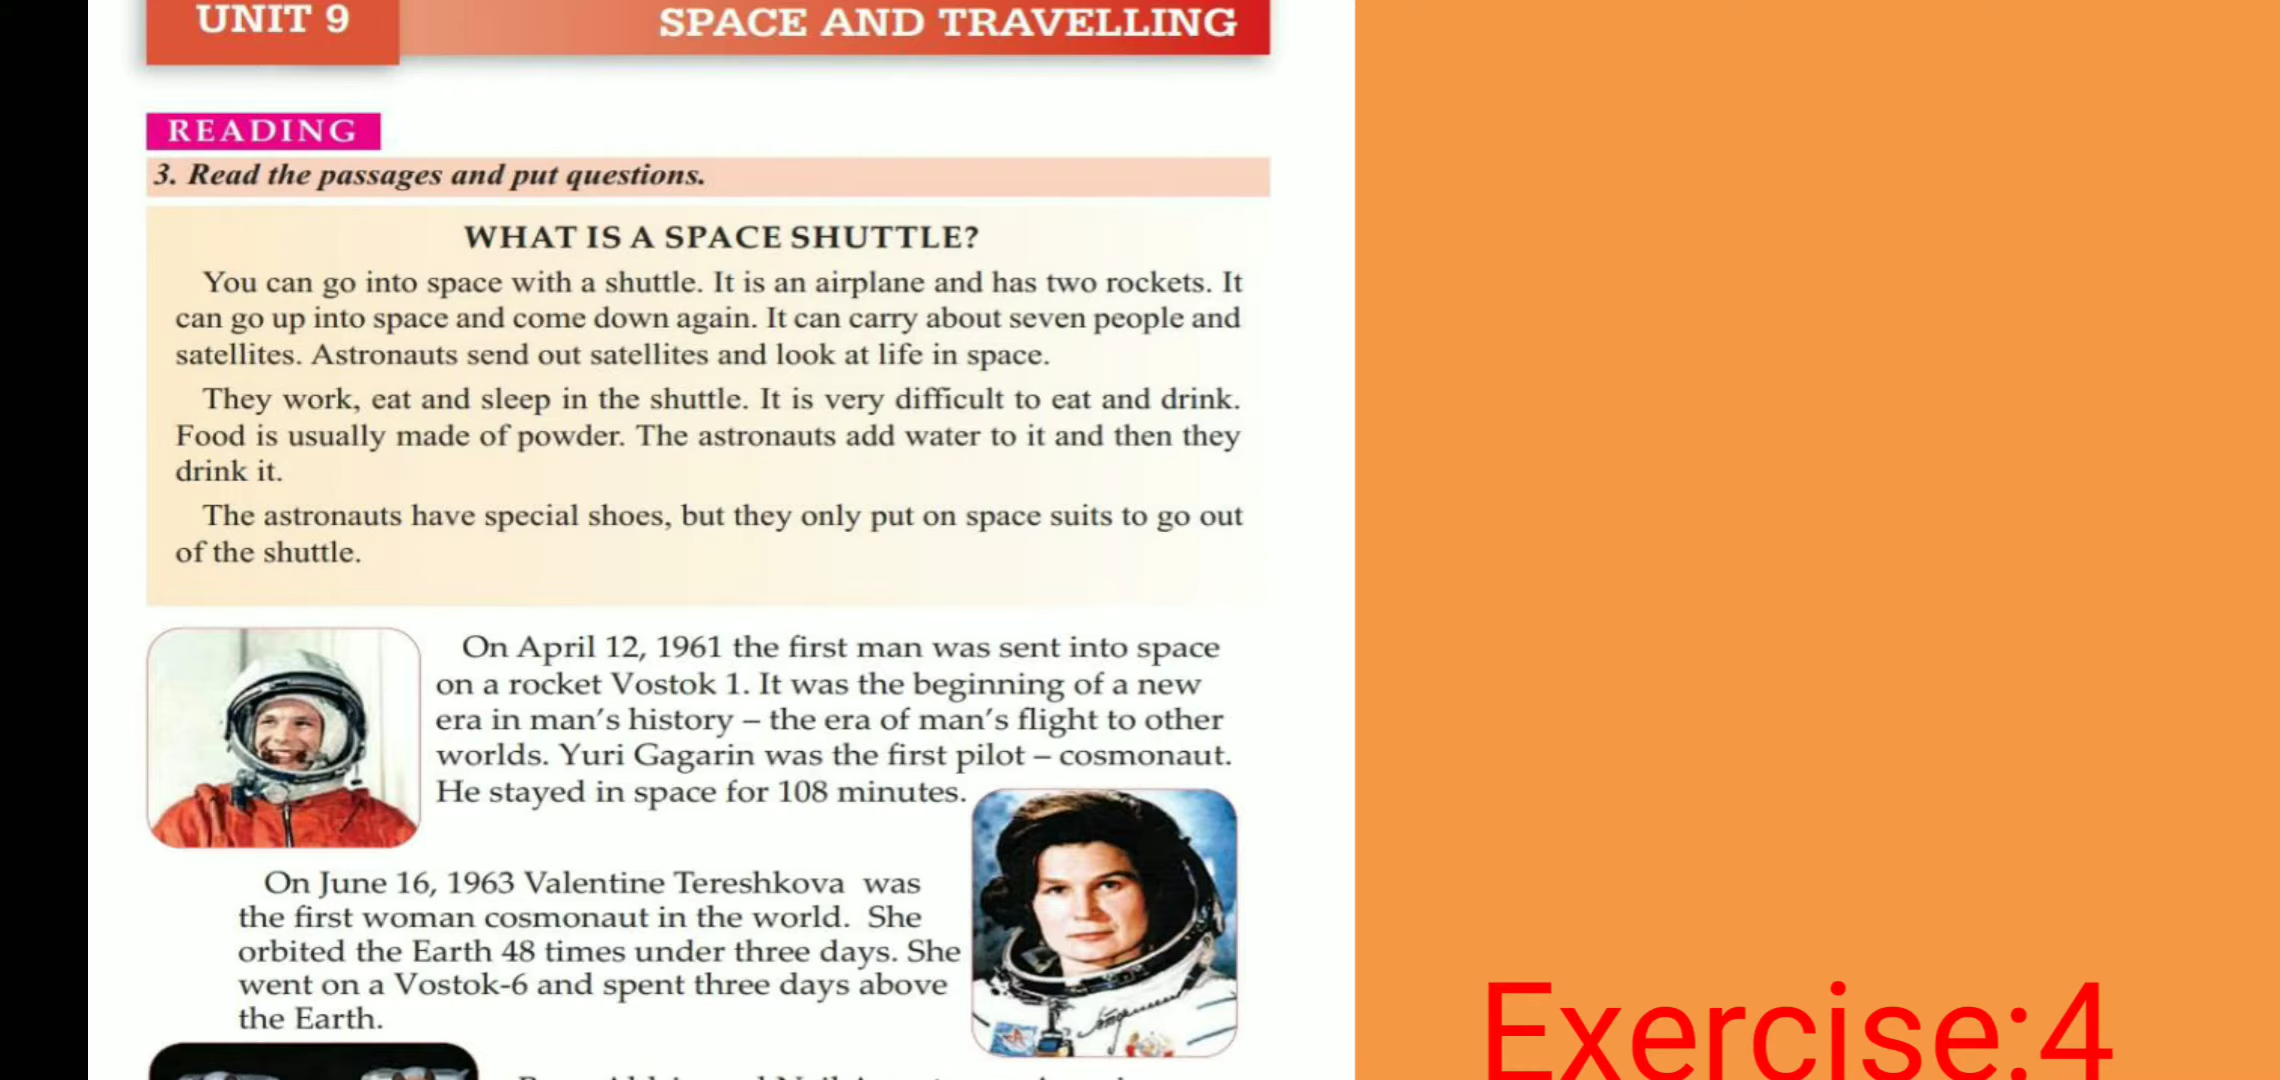 UNIT 9
SPACE AND TRAVELLING
READING
3. Read the passages and put questions.
WHAT IS A SPACE SHUTTLE?
You can go into space with a shuttle. It is an airplane and has two rockets. It
can go up into space and come down again. It can carry about seven people and
satellites. Astronauts send out satellites and look at life in space.
They work, eat and sleep in the shuttle. It is very difficult to eat and drink.
Food is usually made of powder. The astronauts add water to it and then they
drink it.
The astronauts have special shoes, but they only put on space suits to go out
of the shuttle.
On April 12, 1961 the first man was sent into space
on a rocket Vostok 1. It was the beginning of a new
era in man's history – the era of man's flight to other
worlds. Yuri Gagarin was the first pilot – cosmonaut.
He stayed in space for 108 minutes.
On June 16, 1963 Valentine Tereshkova was
the first woman cosmonaut in the world. She
orbited the Earth 48 times under three days. She
went on a Vostok-6 and spent three days above
the Earth.
Exercise:4